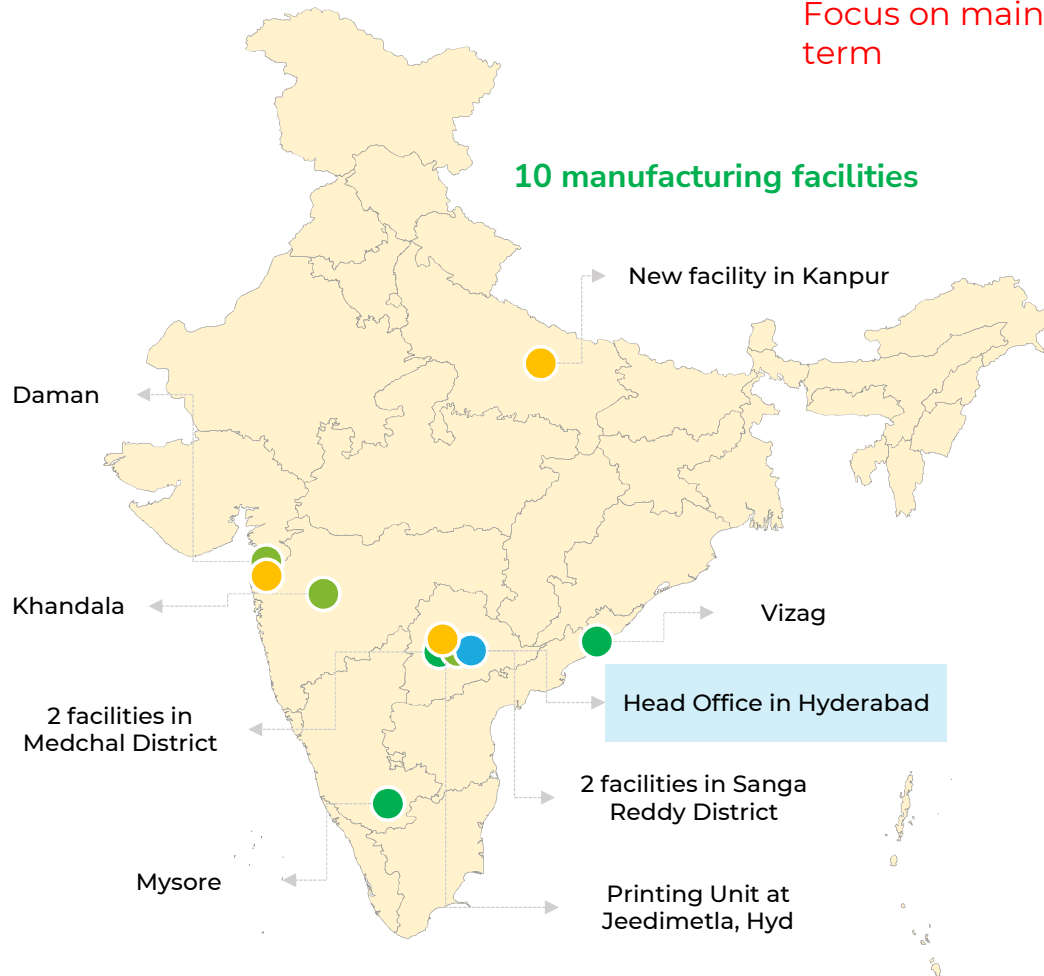 Focus on main
term
10 manufacturing facilities
New facility in Kanpur
Daman
Khandala
Vizag
Head Office in Hyderabad
2 facilities in
Medchal District
2 facilities in Sanga
Reddy District
Mysore
Printing Unit at
Jeedimetla, Hyd